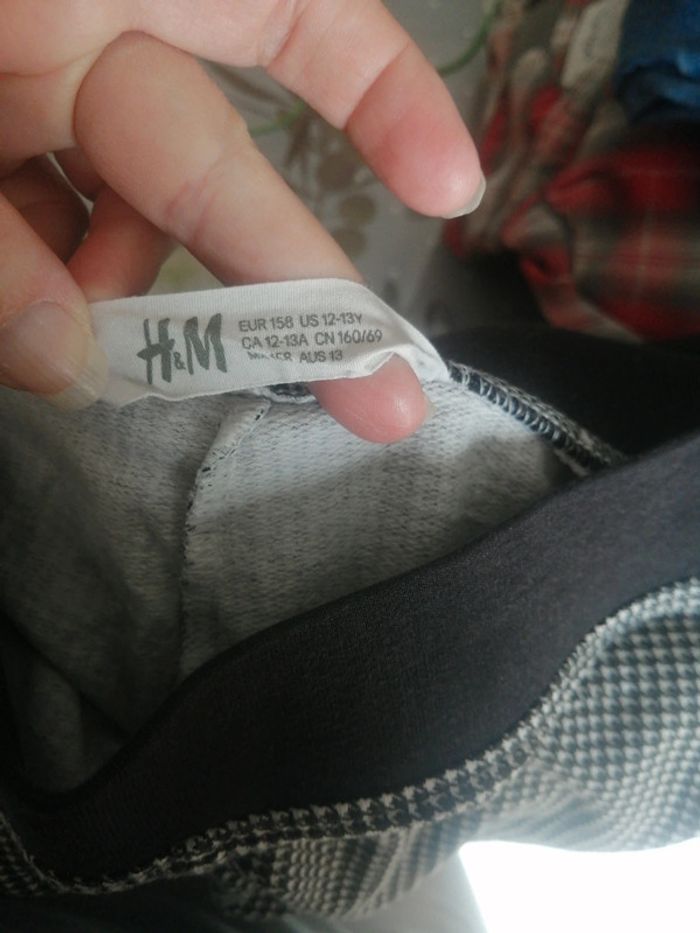 H&M
EUR 158 US 12-13Y
CA 12-13A CN 160/69
AUS 13